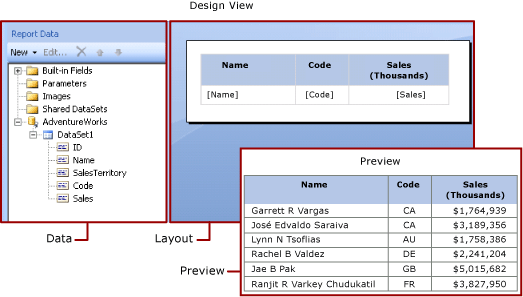 Design View
Report Data
New Edit...
Built-in Fields
Parameters
Images
Shared DataSets
AdventureWorks
DataSet1
ID
Name
SalesTerritory
Code
Sales
Name Code Sales
(Thousands)
[Name] [Code] [Sales]
Preview
Name Code Sales
(Thousands)
Garrett R Vargas CA $1,764,939
José Edvaldo Saraiva CA $3,189,356
Lynn N Tsoflias AU $1,758,386
Rachel B Valdez DE $2,241,204
Jae B Pak GB $5,015,682
Ranjit R Varkey Chudukatil FR $3,827,950
Data
Layout
Preview